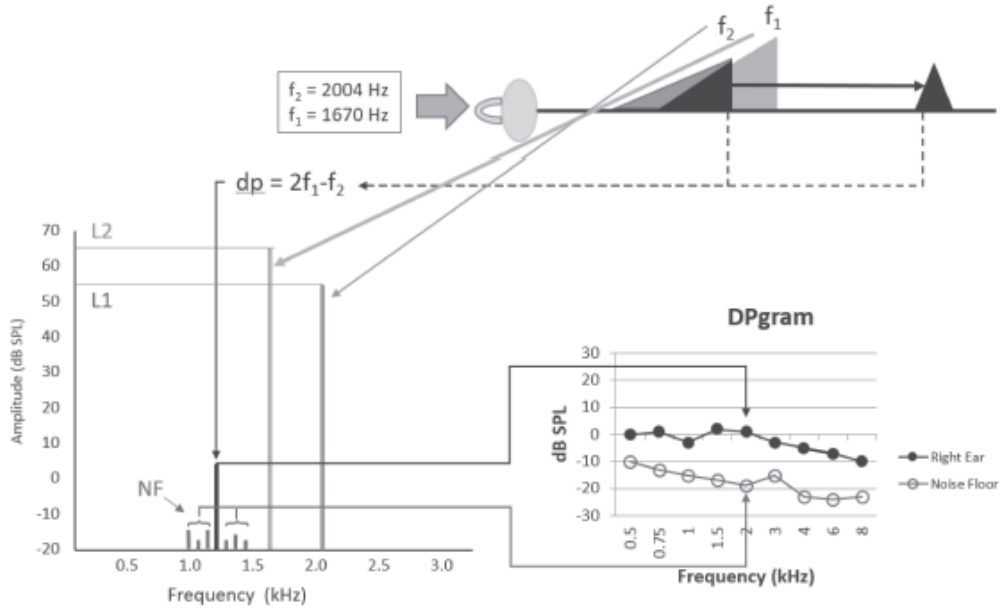 f₂
f₁
f₂ = 2004 Hz
f₁ = 1670 Hz
dp = 2f₁-f₂
70
60
50
40
30
20
10
0
-10
-20
Amplitude (dB SPL)
L2
L1
NF
0.5
1.0
1.5
2.0
2.5
3.0
Frequency (kHz)
DPgram
30
20
10
0
-10
-20
-30
dB SPL
0.5
0.75
1
1.5
2
3
4
6
8
Frequency (kHz)
Right Ear
Noise Floor